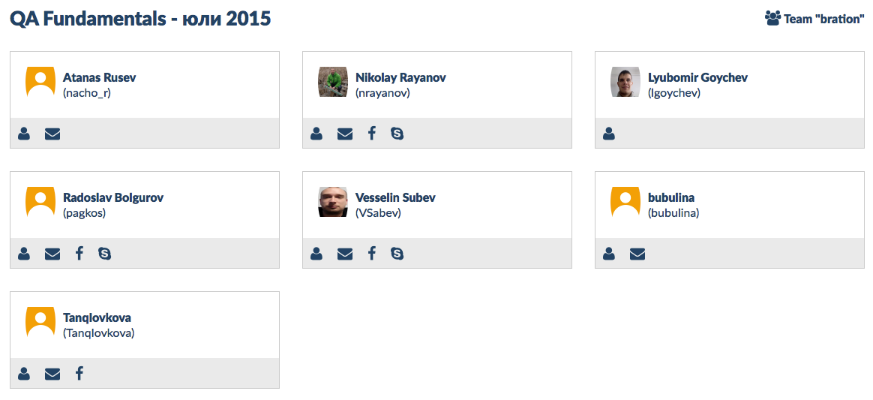 QA Fundamentals - юли 2015
Team "bration"
Atanas Rusev
(nacho_r)
Nikolay Rayanov
(nrayanov)
Lyubomir Goychev
(lgoychev)
Radoslav Bolgurov
(pagkos)
Vesselin Subev
(VSabev)
bubulina
(bubulina)
Tanqlovkova
(Tanqlovkova)